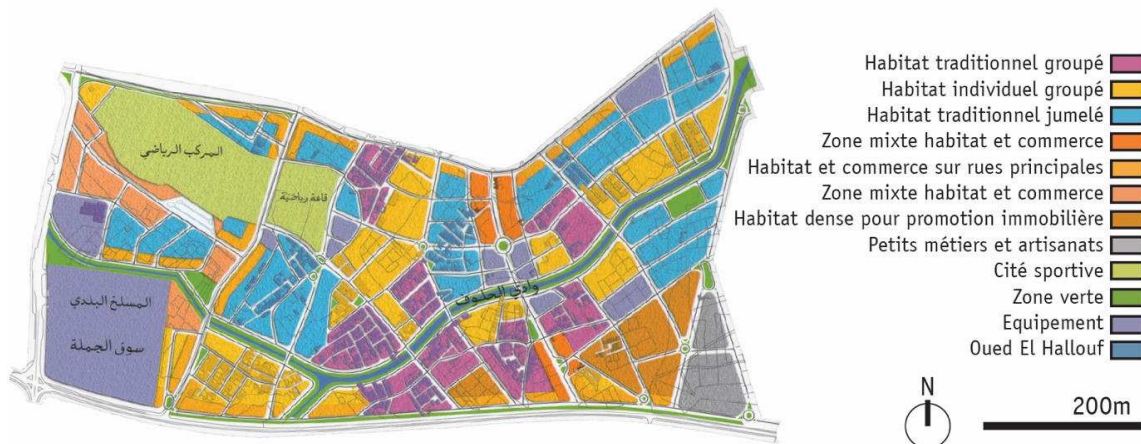 المركب الرياضي
قاعة رياضية
وادي الحلوف
المسلخ البلدي
سوق الجملة
Habitat traditionnel groupé
Habitat individuel groupé
Habitat traditionnel jumelé
Zone mixte habitat et commerce
Habitat et commerce sur rues principales
Zone mixte habitat et commerce
Habitat dense pour promotion immobilière
Petits métiers et artisanats
Cité sportive
Zone verte
Equipement
Oued El Hallouf
N
200m